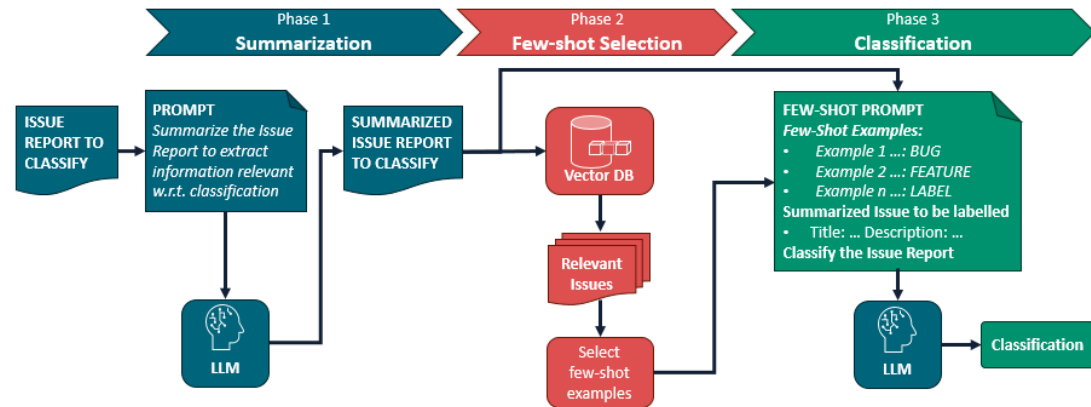 Phase 1
Summarization
Phase 2
Few-shot Selection
Phase 3
Classification
ISSUE
REPORT TO
CLASSIFY
PROMPT
Summarize the Issue
Report to extract
information relevant
w.r.t. classification
LLM
SUMMARIZED
ISSUE REPORT
TO CLASSIFY
Vector DB
Relevant
Issues
Select
few-shot
examples
FEW-SHOT PROMPT
Few-Shot Examples:
• Example 1 ...: BUG
• Example 2 ...: FEATURE
• Example n ...: LABEL
Summarized Issue to be labelled
• Title: ... Description: ...
Classify the Issue Report
LLM
Classification